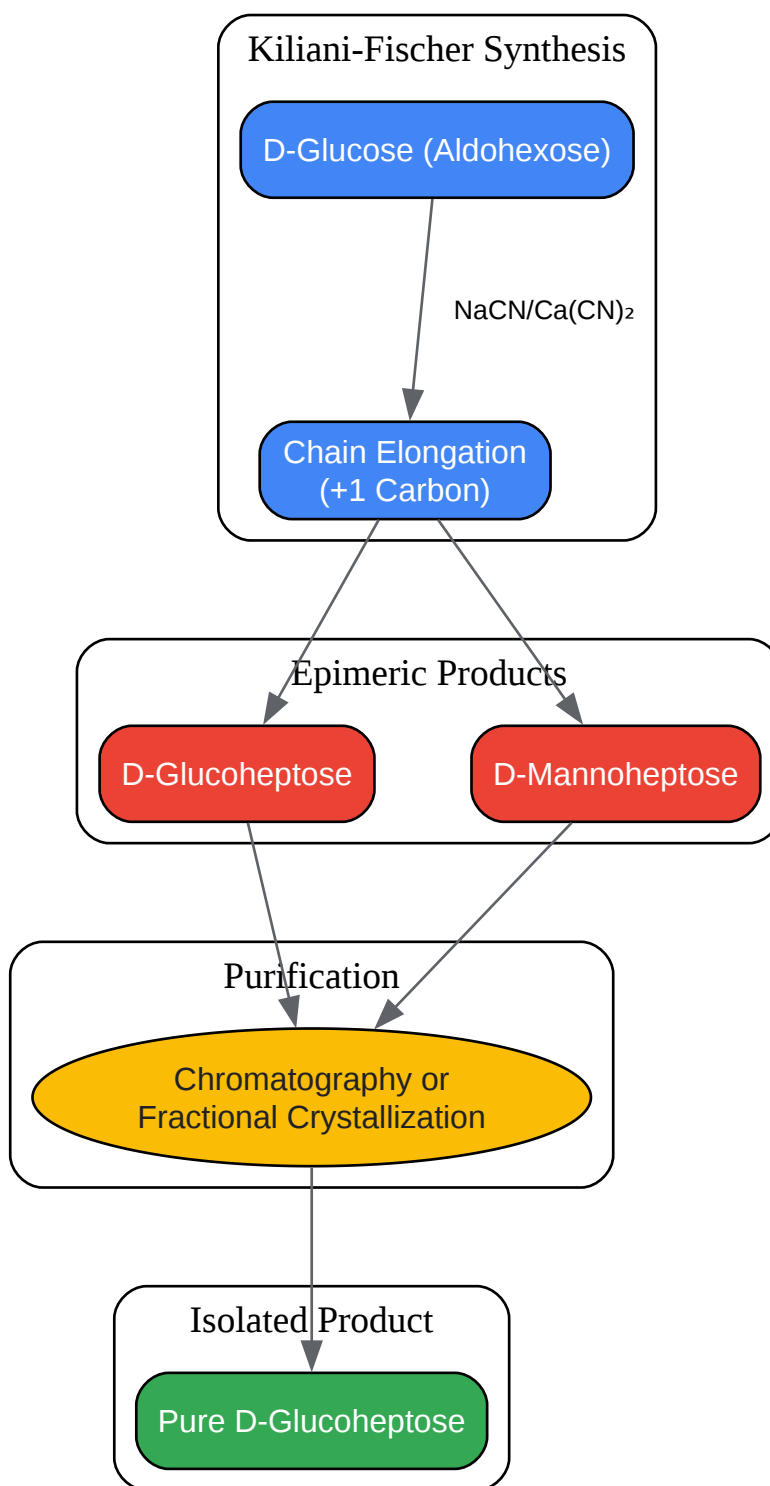 Kiliani-Fischer Synthesis
D-Glucose (Aldohexose)
NaCN/Ca(CN)₂
Chain Elongation
(+1 Carbon)
Epimeric Products
D-Glucoheptose
D-Mannoheptose
Purification
Chromatography or
Fractional Crystallization
Isolated Product
Pure D-Glucoheptose